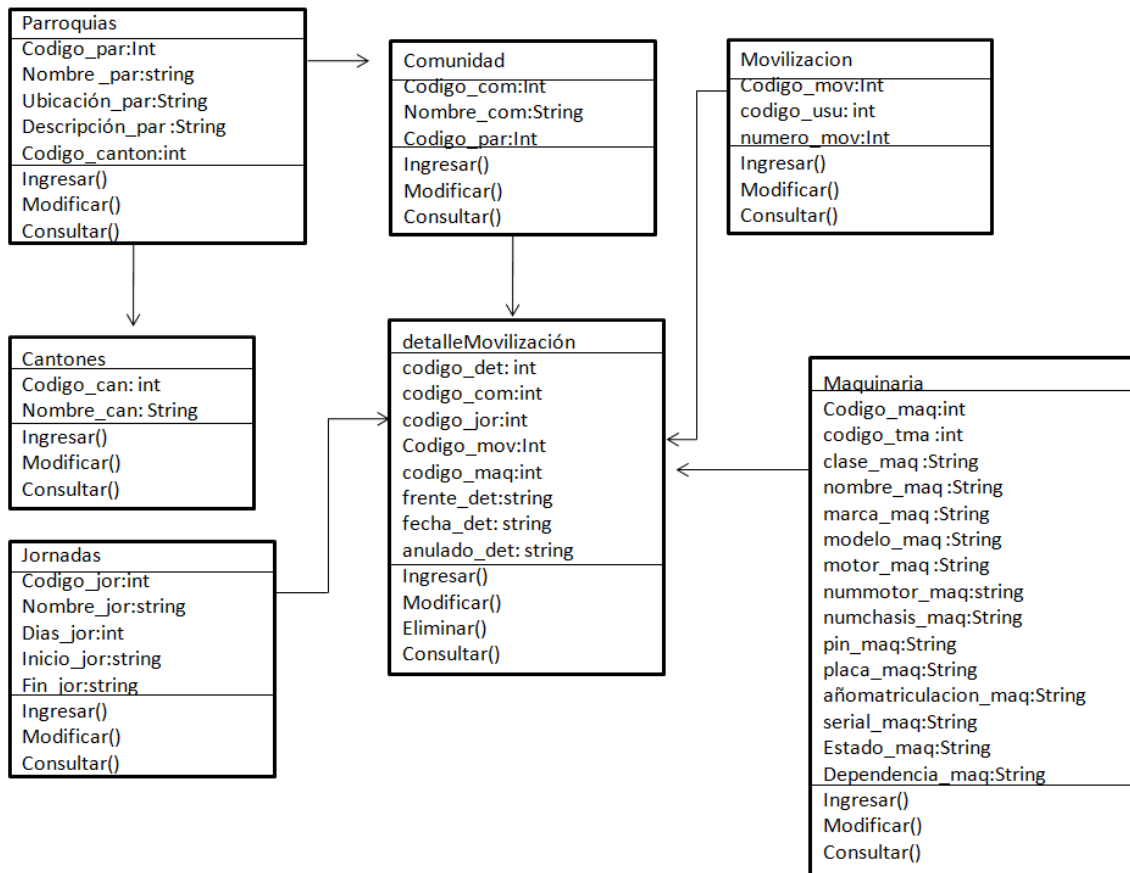 Parroquias
Codigo_par:Int
Nombre _par:string
Ubicación_par:String
Descripción_par :String
Codigo_canton:int
Ingresar()
Modificar()
Consultar()
Comunidad
Codigo_com:Int
Nombre_com:String
Codigo_par:Int
Ingresar()
Modificar()
Consultar()
Movilizacion
Codigo_mov:Int
codigo_usu: int
numero_mov:Int
Ingresar()
Modificar()
Consultar()
Cantones
Codigo_can: int
Nombre_can: String
Ingresar()
Modificar()
Consultar()
detalleMovilización
codigo_det: int
codigo_com:int
codigo_jor:int
Codigo_mov:Int
codigo_maq:int
frente_det:string
fecha_det: string
anulado_det: string
Ingresar()
Modificar()
Eliminar()
Consultar()
Maquinaria
Codigo_maq:int
codigo_tma :int
clase_maq :String
nombre_maq :String
marca_maq :String
modelo_maq :String
motor_maq :String
nummotor_maq:string
numchasis_maq:String
pin_maq:String
placa_maq:String
añomatriculacion_maq:String
serial_maq:String
Estado_maq:String
Dependencia_maq:String
Ingresar()
Modificar()
Consultar()
Jornadas
Codigo_jor:int
Nombre_jor:string
Dias_jor:int
Inicio_jor:string
Fin_jor:string
Ingresar()
Modificar()
Consultar()